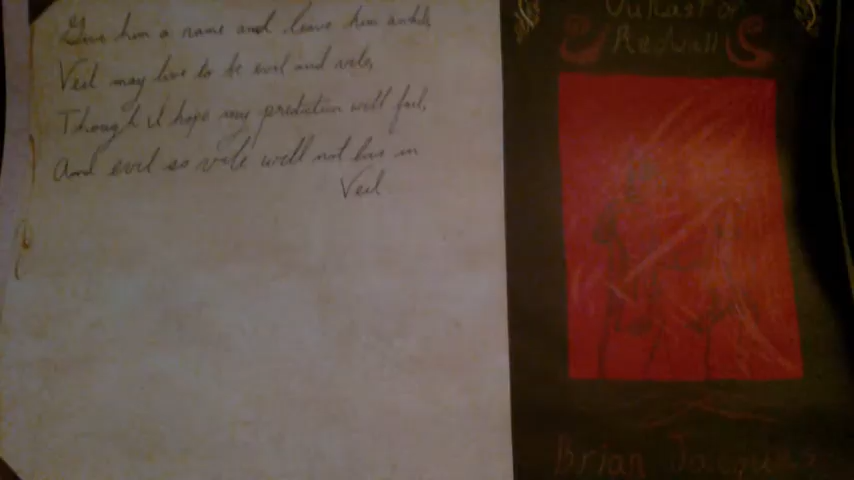 Give him a name and leave him awhile,
Veil may live to be evil and vile,
Though I hope my prediction will fail,
And evil so vile will not live in
Veil
Outcast of
Redwall
Brian Jacques